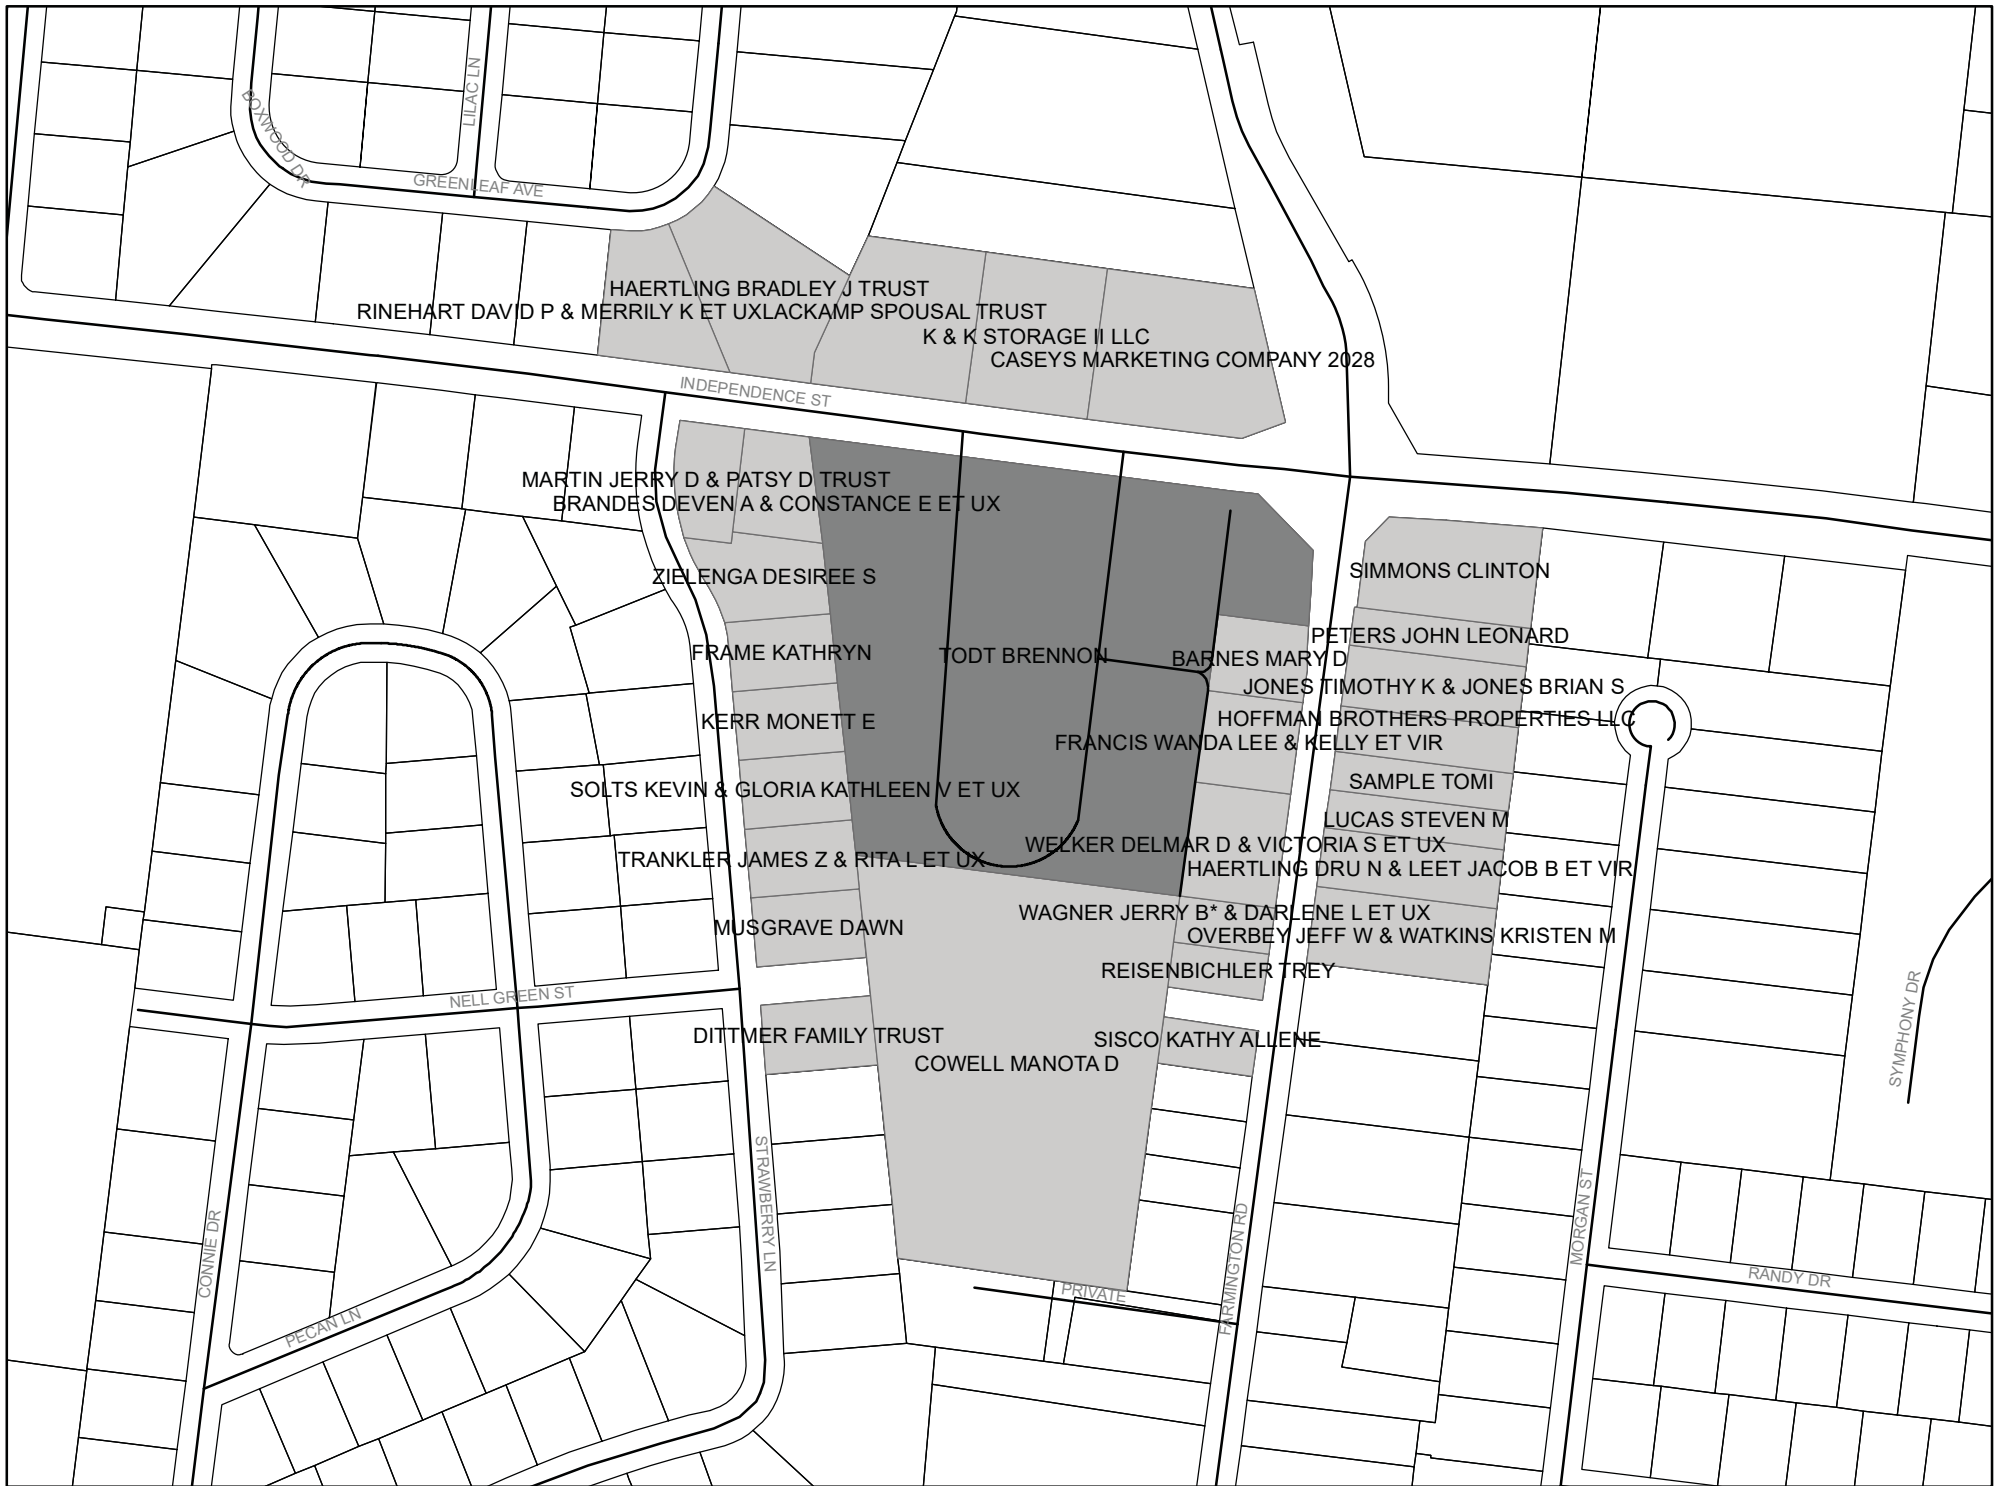 LILAC LN
BOXWOOD DR
GREENLEAF AVE
HAERTLING BRADLEY J TRUST
RINEHART DAVID P & MERRILY K ET UX
LACKAMP SPOUSAL TRUST
K & K STORAGE II LLC
CASEYS MARKETING COMPANY 2028
INDEPENDENCE ST
MARTIN JERRY D & PATSY D TRUST
BRANDES DEVEN A & CONSTANCE E ET UX
ZIELENGA DESIREE S
SIMMONS CLINTON
PETERS JOHN LEONARD
FRAME KATHRYN
TODT BRENNON
BARNES MARY D
JONES TIMOTHY K & JONES BRIAN S
KERR MONETT E
HOFFMAN BROTHERS PROPERTIES LLC
FRANCIS WANDA LEE & KELLY ET VIR
SOLTS KEVIN & GLORIA KATHLEEN V ET UX
SAMPLE TOMI
LUCAS STEVEN M
WELKER DELMAR D & VICTORIA S ET UX
TRANKLER JAMES Z & RITA L ET UX
HAERTLING DRU N & LEET JACOB B ET VIR
WAGNER JERRY B* & DARLENE L ET UX
MUSGRAVE DAWN
OVERBEY JEFF W & WATKINS KRISTEN M
REISENBICHLER TREY
NELL GREEN ST
SYMPHONY DR
DITTMER FAMILY TRUST
SISCO KATHY ALLENE
COWELL MANOTA D
STRAWBERRY LN
CONNIE DR
FARMINGTON RD
MORGAN ST
RANDY DR
PRIVATE
PECAN LN